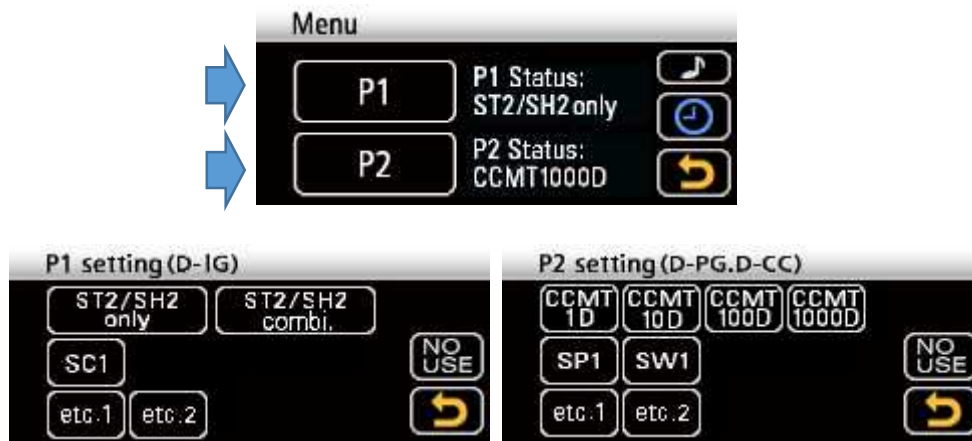 Menu
P1
P1 Status:
ST2/SH2 only
P2
P2 Status:
CCMT1000D
P1 setting (D-IG)
ST2/SH2
only
ST2/SH2
combi.
SC1
NO
USE
etc.1
etc.2
P2 setting (D-PG.D-CC)
CCMT
1D
CCMT
10D
CCMT
100D
CCMT
1000D
SP1
SW1
NO
USE
etc.1
etc.2